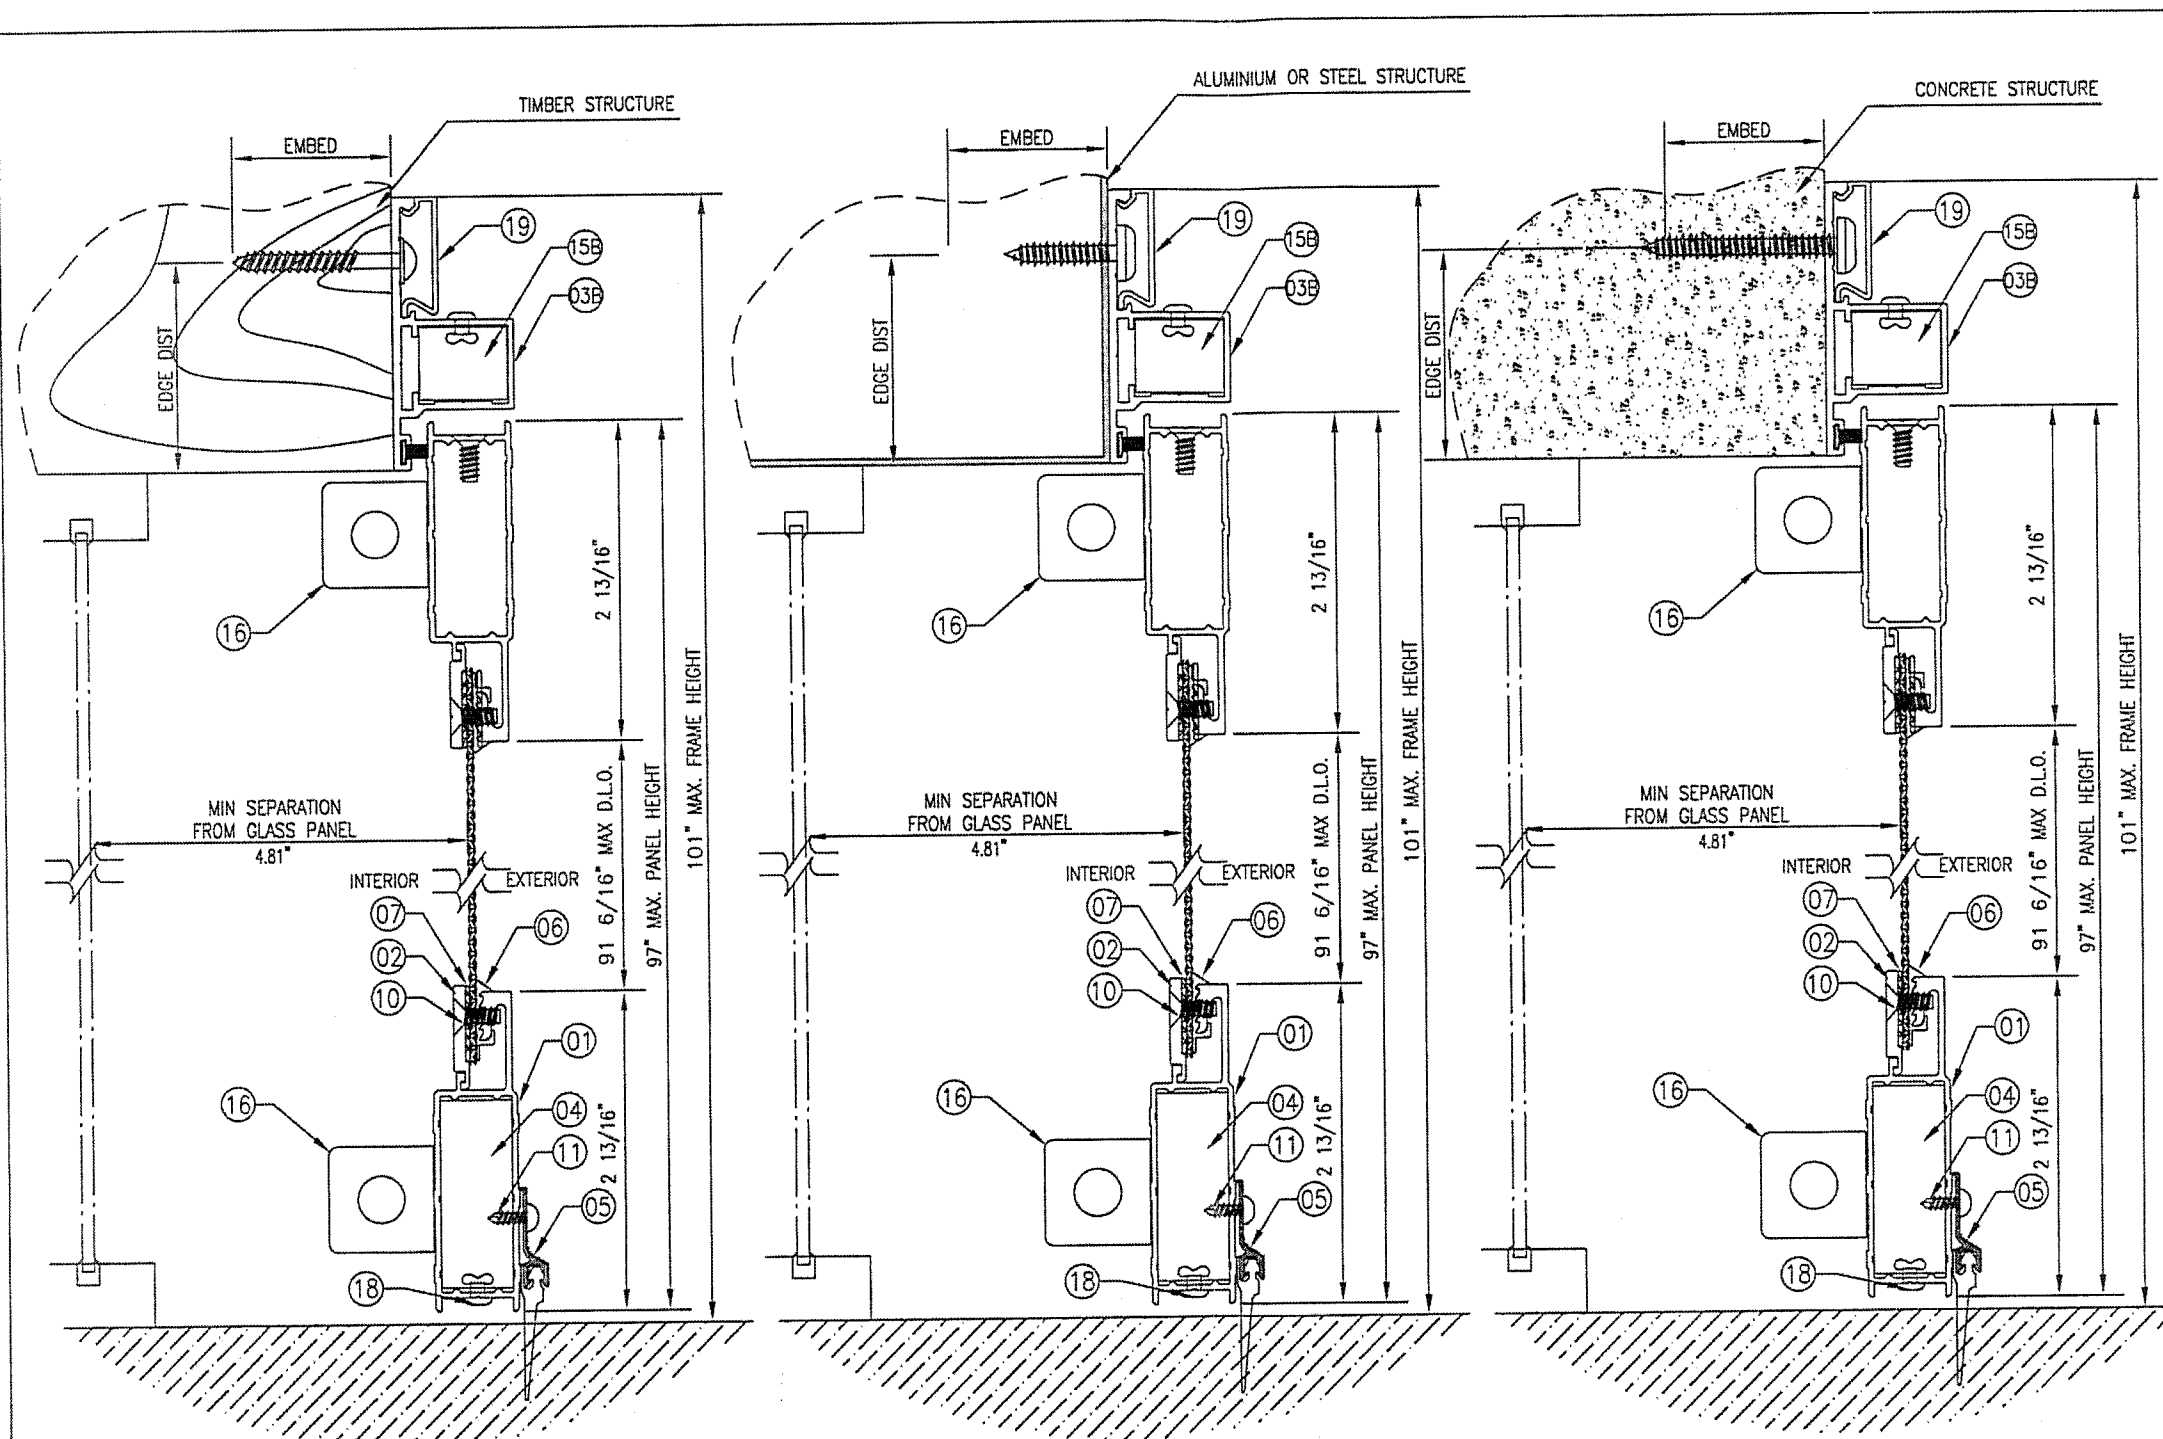 TIMBER STRUCTURE
EMBED
19
15B
03B
EDGE DIST
16
2 13/16"
MIN SEPARATION
FROM GLASS PANEL
4.81"
INTERIOR
EXTERIOR
07
06
02
10
91 6/16" MAX D.L.O.
97" MAX. PANEL HEIGHT
101" MAX. FRAME HEIGHT
01
16
04
11
2 13/16"
05
18
ALUMINIUM OR STEEL STRUCTURE
EMBED
19
15B
03B
EDGE DIST
16
2 13/16"
MIN SEPARATION
FROM GLASS PANEL
4.81"
INTERIOR
EXTERIOR
07
06
02
10
91 6/16" MAX D.L.O.
97" MAX. PANEL HEIGHT
101" MAX. FRAME HEIGHT
01
16
04
11
2 13/16"
05
18
CONCRETE STRUCTURE
EMBED
19
15B
03B
EDGE DIST
16
2 13/16"
MIN SEPARATION
FROM GLASS PANEL
4.81"
INTERIOR
EXTERIOR
07
06
02
10
91 6/16" MAX D.L.O.
97" MAX. PANEL HEIGHT
101" MAX. FRAME HEIGHT
01
16
04
11
2 13/16"
05
18